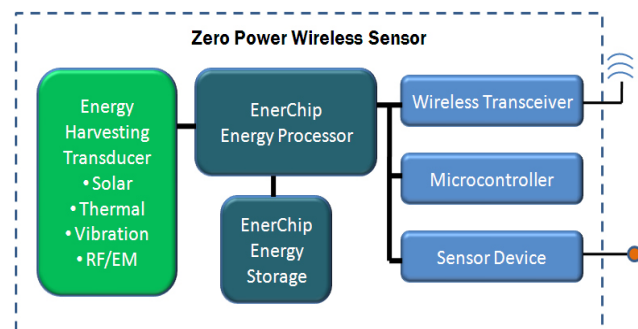 Zero Power Wireless Sensor
Energy
Harvesting
Transducer
• Solar
• Thermal
• Vibration
• RF/EM
EnerChip
Energy Processor
EnerChip
Energy
Storage
Wireless Transceiver
Microcontroller
Sensor Device